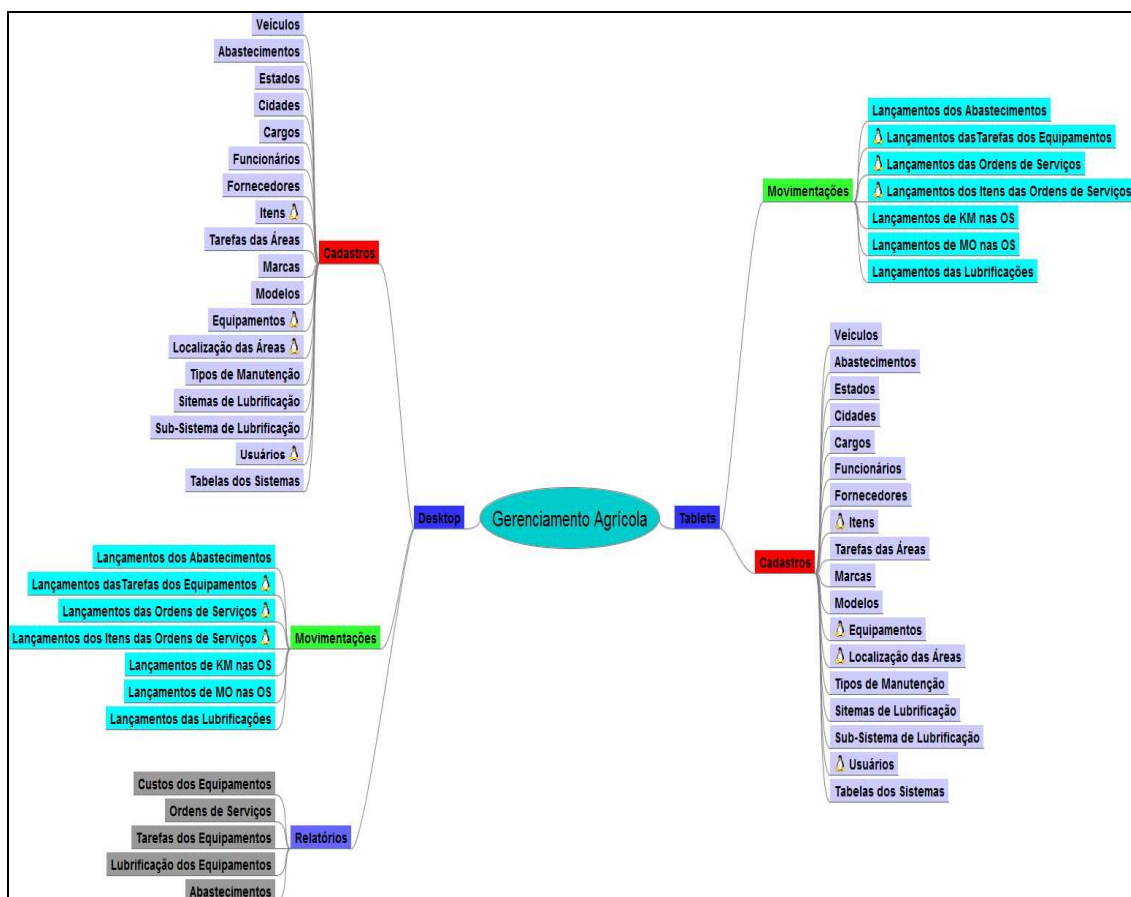 Veículos
Abastecimentos
Estados
Cidades
Cargos
Funcionários
Fornecedores
Itens
Tarefas das Áreas
Marcas
Modelos
Equipamentos
Localização das Áreas
Tipos de Manutenção
Sitemas de Lubrificação
Sub-Sistema de Lubrificação
Usuários
Tabelas dos Sistemas
Cadastros
Desktop
Lançamentos dos Abastecimentos
Lançamentos dasTarefas dos Equipamentos
Lançamentos das Ordens de Serviços
Lançamentos dos Itens das Ordens de Serviços
Lançamentos de KM nas OS
Lançamentos de MO nas OS
Lançamentos das Lubrificações
Movimentações
Custos dos Equipamentos
Ordens de Serviços
Tarefas dos Equipamentos
Lubrificação dos Equipamentos
Abastecimentos
Relatórios
Gerenciamento Agrícola
Tablets
Movimentações
Lançamentos dos Abastecimentos
Lançamentos dasTarefas dos Equipamentos
Lançamentos das Ordens de Serviços
Lançamentos dos Itens das Ordens de Serviços
Lançamentos de KM nas OS
Lançamentos de MO nas OS
Lançamentos das Lubrificações
Cadastros
Veículos
Abastecimentos
Estados
Cidades
Cargos
Funcionários
Fornecedores
Itens
Tarefas das Áreas
Marcas
Modelos
Equipamentos
Localização das Áreas
Tipos de Manutenção
Sitemas de Lubrificação
Sub-Sistema de Lubrificação
Usuários
Tabelas dos Sistemas